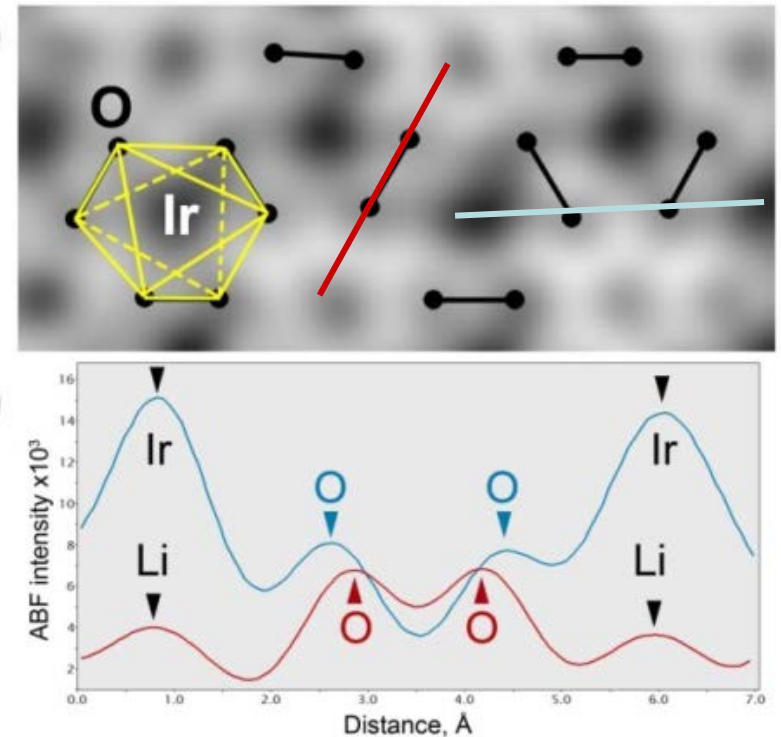 O
Ir
16
14
12
10
8
6
4
2
ABF intensity x10³
Ir
Ir
O
O
Li
Li
O
O
0.0 1.0 2.0 3.0 4.0 5.0 6.0 7.0
Distance, Å